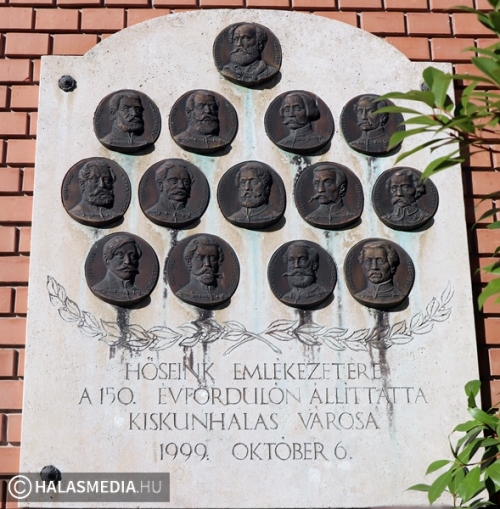 HŐSEINK EMLÉKEZETÉRE
A 150. ÉVFORDULÓN ÁLLÍTTATTA
KISKUNHALAS VÁROSA
1999. OKTÓBER 6.
© HALASMEDIA.HU